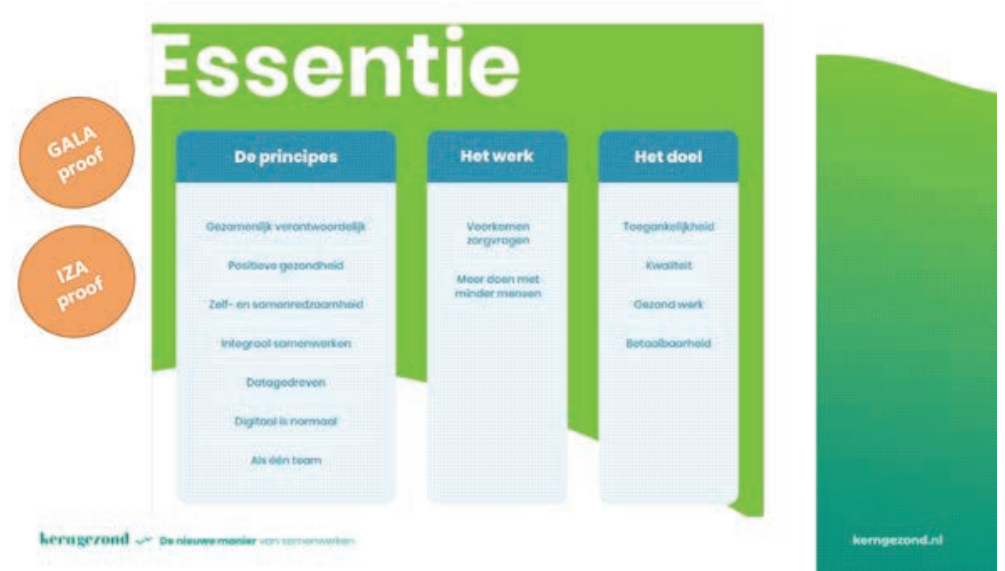 Essentie
GALA
proof
IZA
proof
De principes
Gezamenlijk verantwoordelijk
Positieve gezondheid
Zelf- en samenredzaamheid
Integraal samenwerken
Datagedreven
Digitaal is normaal
Als één team
Het werk
Voorkomen
zorgvragen
Meer doen met
minder mensen
Het doel
Toegankelijkheid
Kwaliteit
Gezond werk
Betaalbaarheid
kerngezond De nieuwe manier van samenwerken
kerngezond.nl